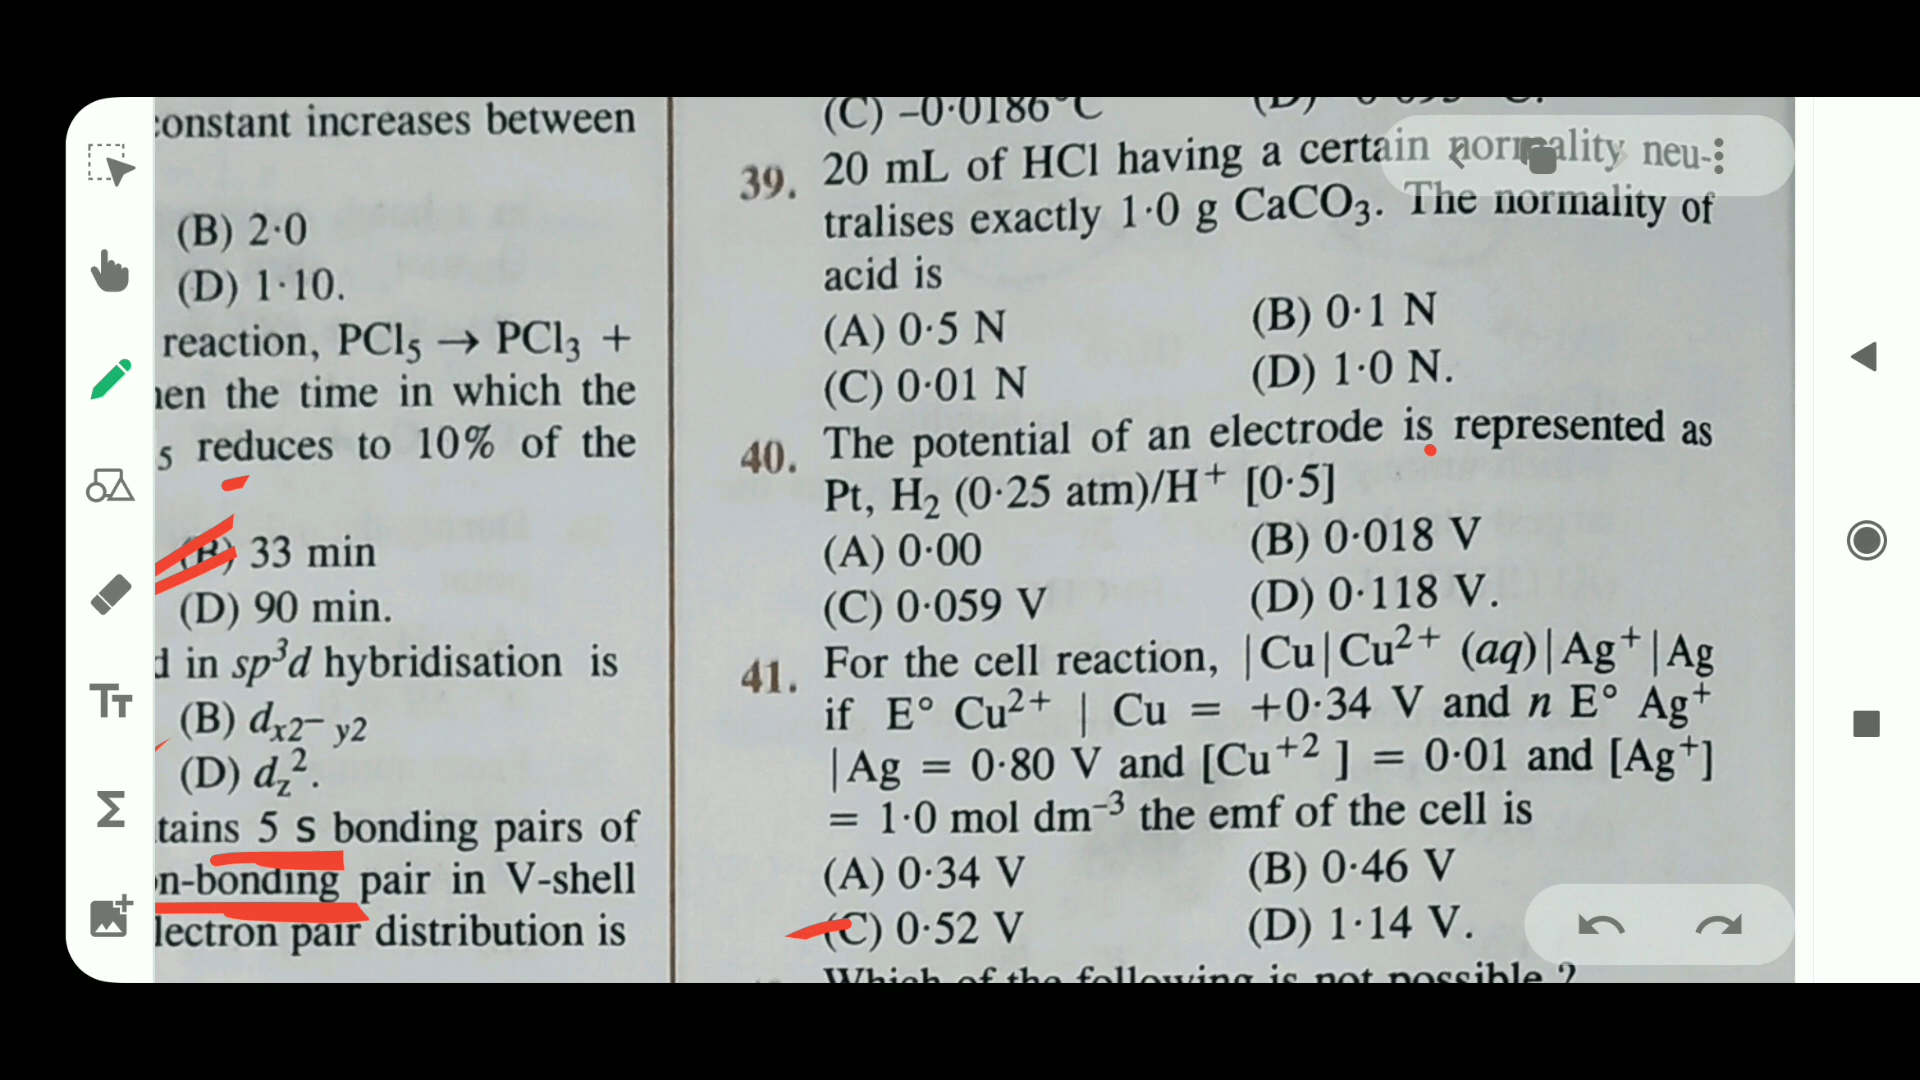 constant increases between
(B) 2·0
(D) 1·10.
reaction, PCl5 → PCl3 +
the time in which the
5 reduces to 10% of the
(B) 33 min
(D) 90 min.
in sp³d hybridisation is
(B) dx2− y2
(D) dz².
tains 5 s bonding pairs of
n-bonding pair in V-shell
lectron pair distribution is
(C) –0·0186°C
39. 20 mL of HCl having a certain normality neu-
tralises exactly 1·0 g CaCO3. The normality of
acid is
(A) 0·5 N (B) 0·1 N
(C) 0·01 N (D) 1·0 N.
40. The potential of an electrode is represented as
Pt, H2 (0·25 atm)/H⁺ [0·5]
(A) 0·00 (B) 0·018 V
(C) 0·059 V (D) 0·118 V.
41. For the cell reaction, |Cu|Cu²⁺ (aq)|Ag⁺|Ag
if E° Cu²⁺ | Cu = +0·34 V and n E° Ag⁺
|Ag = 0·80 V and [Cu⁺²] = 0·01 and [Ag⁺]
= 1·0 mol dm⁻³ the emf of the cell is
(A) 0·34 V (B) 0·46 V
(C) 0·52 V (D) 1·14 V.
Which of the following is not possible ?